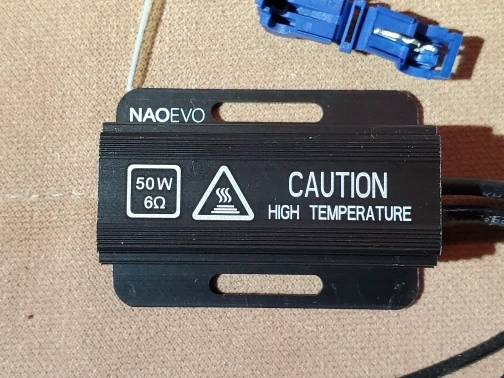 NAOEVO
50W
6Ω
CAUTION
HIGH TEMPERATURE